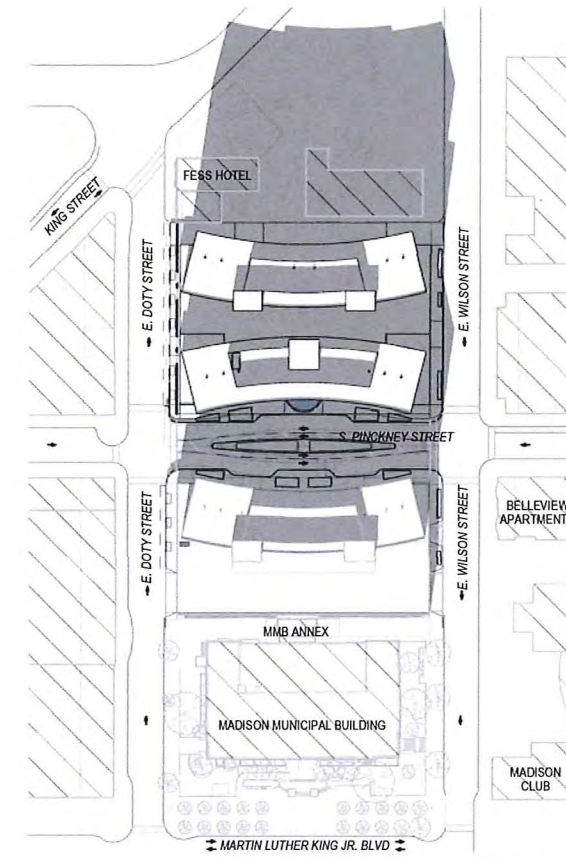 FESS HOTEL
KING STREET
E. DOTY STREET
E. WILSON STREET
S. PINCKNEY STREET
E. DOTY STREET
E. WILSON STREET
BELLEVIEW
APARTMENT
MMB ANNEX
MADISON MUNICIPAL BUILDING
MADISON
CLUB
MARTIN LUTHER KING JR. BLVD